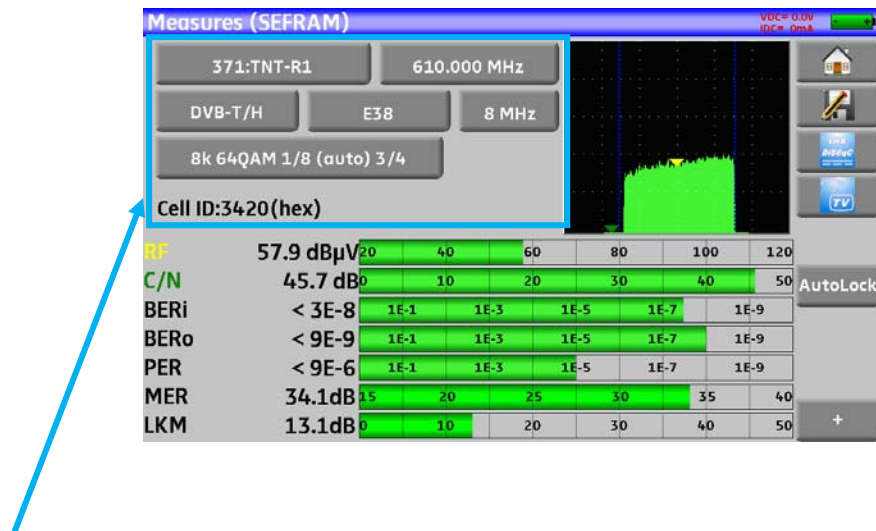 Measures (SEFRAM)
VDC= 0.0V
IDC= 0mA
371:TNT-R1 610.000 MHz
DVB-T/H E38 8 MHz
8k 64QAM 1/8 (auto) 3/4
Cell ID:3420(hex)
LNB
DiSEqC
TV
RF 57.9 dBµV 20 40 60 80 100 120
C/N 45.7 dB 0 10 20 30 40 50
AutoLock
BERi < 3E-8 1E-1 1E-3 1E-5 1E-7 1E-9
BERo < 9E-9 1E-1 1E-3 1E-5 1E-7 1E-9
PER < 9E-6 1E-1 1E-3 1E-5 1E-7 1E-9
MER 34.1dB 15 20 25 30 35 40
LKM 13.1dB 0 10 20 30 40 50
+